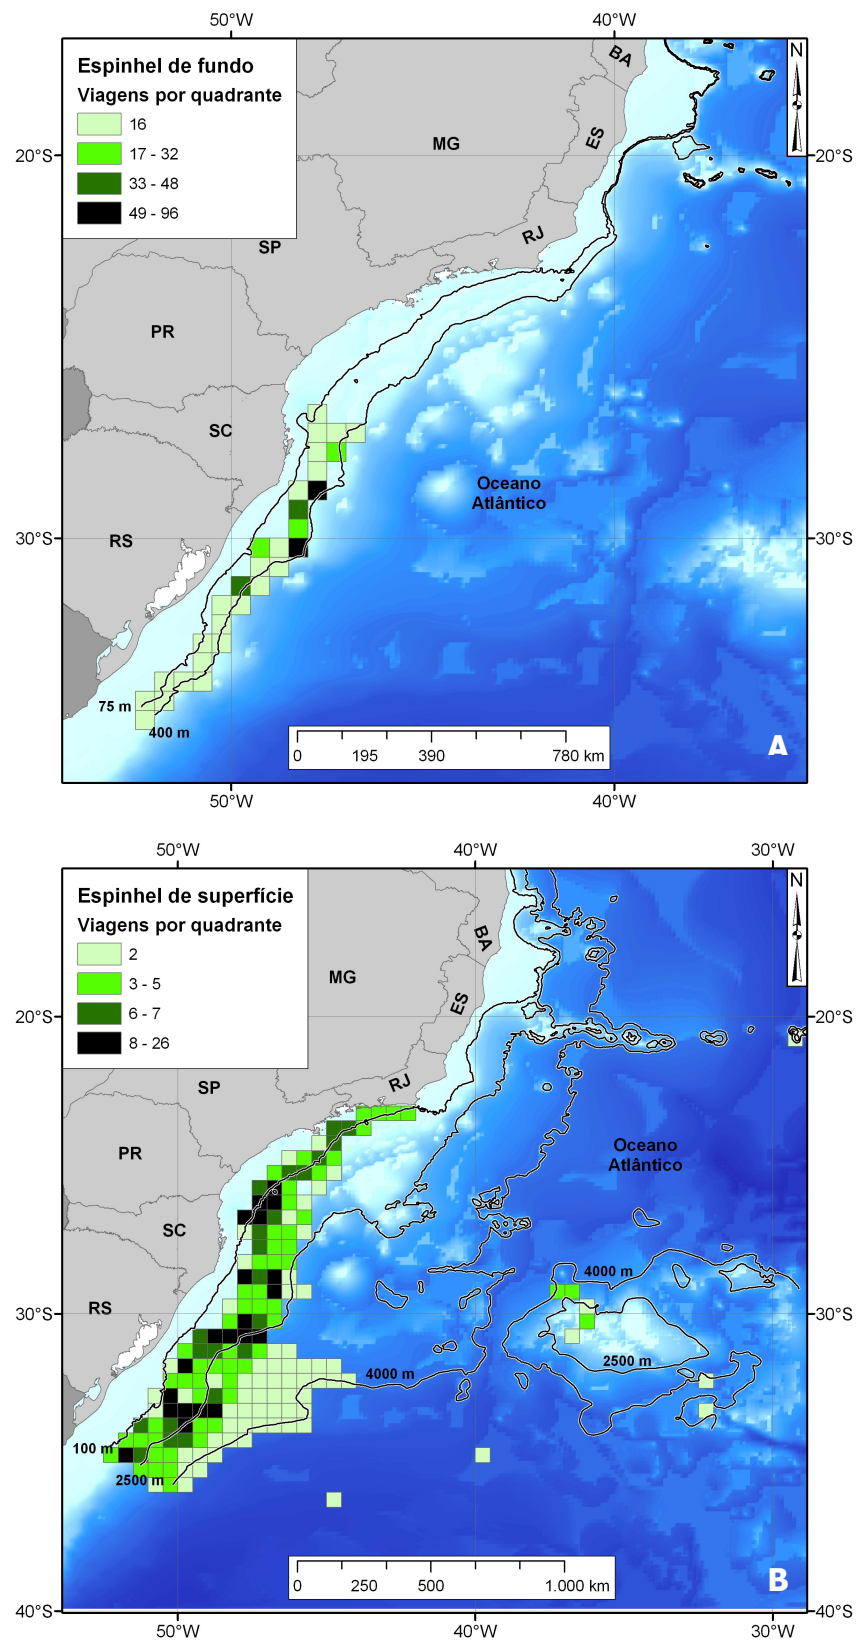 50°W
40°W
Espinhel de fundo
Viagens por quadrante
16
17 - 32
33 - 48
49 - 96
N
BA
ES
MG
RJ
20°S
20°S
SP
PR
SC
Oceano
Atlântico
RS
30°S
30°S
75 m
400 m
0
195
390
780 km
A
50°W
40°W
50°W
40°W
30°W
Espinhel de superfície
Viagens por quadrante
2
3 - 5
6 - 7
8 - 26
N
BA
MG
ES
20°S
20°S
RJ
SP
PR
Oceano
Atlântico
SC
4000 m
RS
30°S
30°S
2500 m
4000 m
100 m
2500 m
0
250
500
1.000 km
B
40°S
40°S
50°W
40°W
30°W